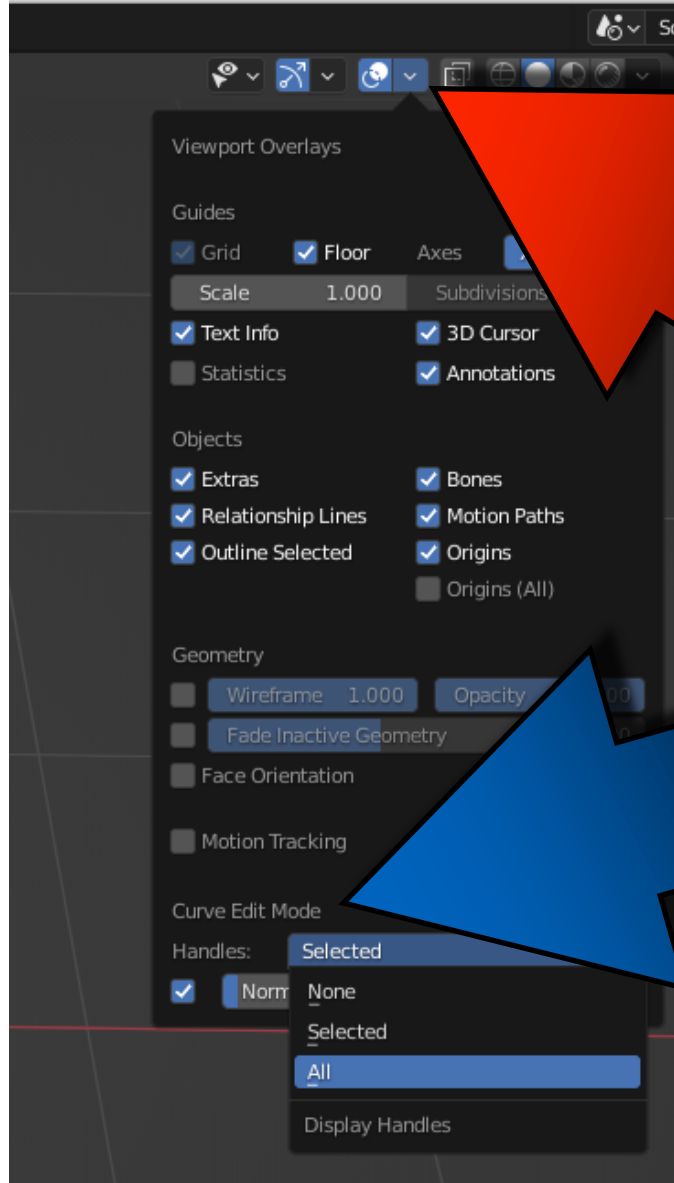 Sc
Viewport Overlays
Guides
Grid Floor Axes
Scale 1.000 Subdivisions
Text Info 3D Cursor
Statistics Annotations
Objects
Extras Bones
Relationship Lines Motion Paths
Outline Selected Origins
Origins (All)
Geometry
Wireframe 1.000 Opacity
Fade Inactive Geometry
Face Orientation
Motion Tracking
Curve Edit Mode
Handles: Selected
Norm None
Selected
All
Display Handles